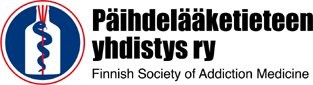 Päihdelääketieteen
yhdistys ry
Finnish Society of Addiction Medicine